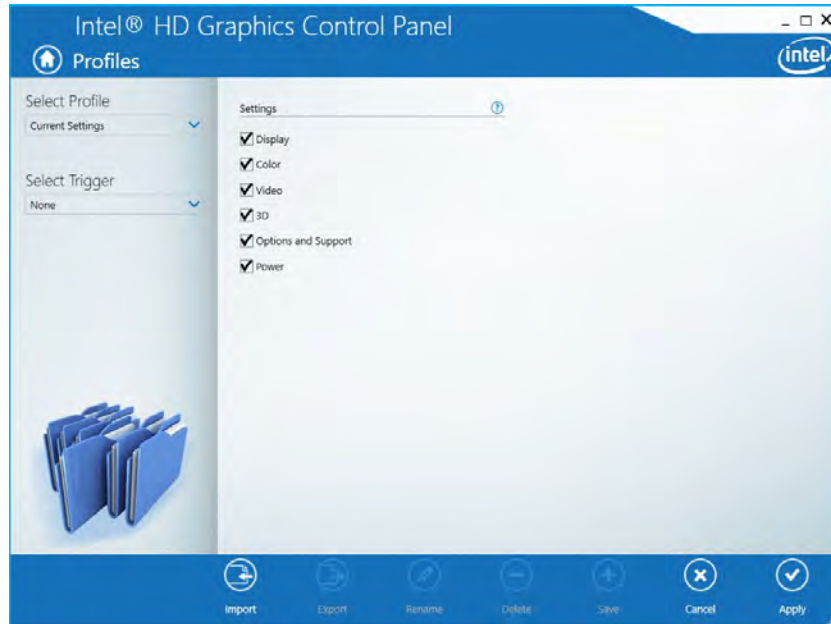 Intel® HD Graphics Control Panel
Profiles
intel
Select Profile
Current Settings
Select Trigger
None
Settings
?
Display
Color
Video
3D
Options and Support
Power
Import
Export
Rename
Delete
Save
Cancel
Apply